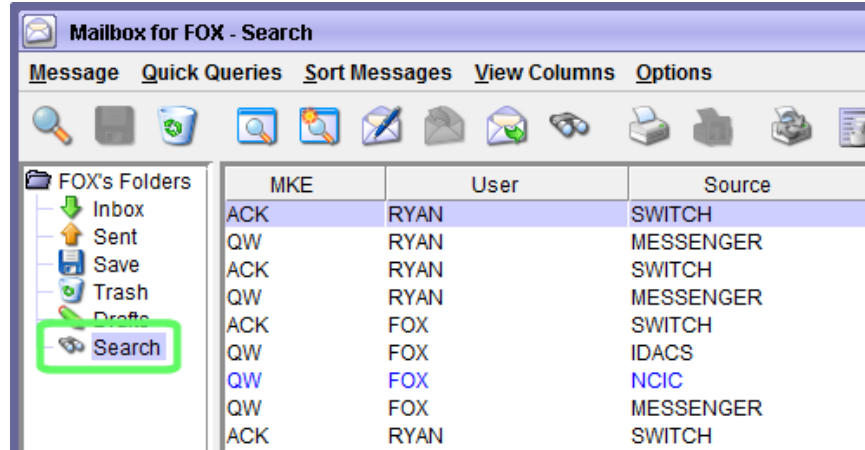 Mailbox for FOX - Search
Message Quick Queries Sort Messages View Columns Options
FOX's Folders
Inbox
Sent
Save
Trash
Drafts
Search
MKE User Source
ACK RYAN SWITCH
QW RYAN MESSENGER
ACK RYAN SWITCH
QW RYAN MESSENGER
ACK FOX SWITCH
QW FOX IDACS
QW FOX NCIC
QW FOX MESSENGER
ACK RYAN SWITCH